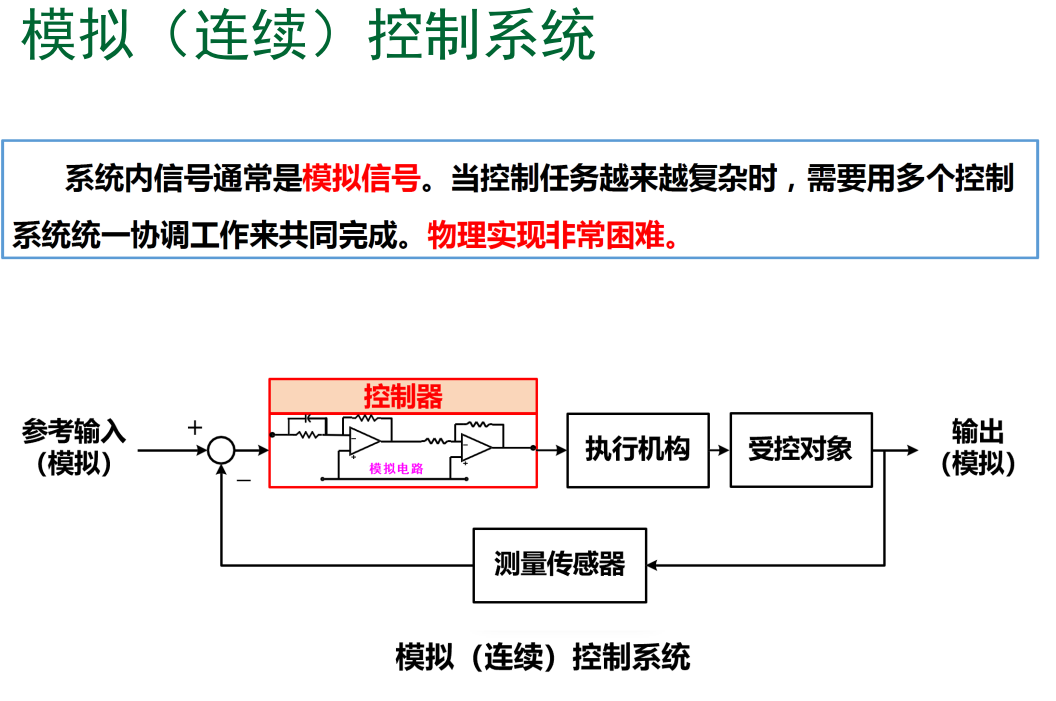 模拟（连续）控制系统
系统内信号通常是模拟信号。当控制任务越来越复杂时，需要用多个控制
系统统一协调工作来共同完成。物理实现非常困难。
控制器
参考输入
（模拟）
+
−
模拟电路
执行机构
受控对象
输出
（模拟）
测量传感器
模拟（连续）控制系统